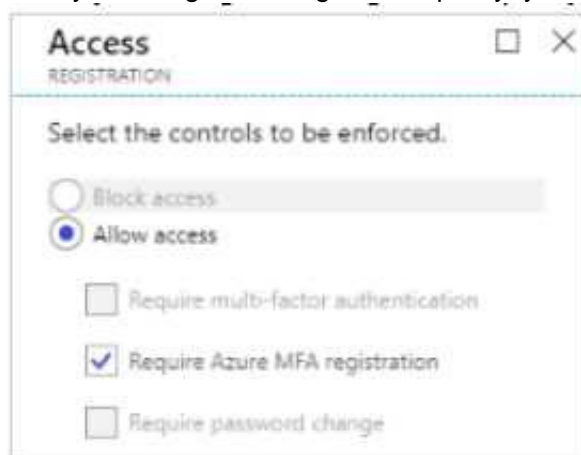 Access
REGISTRATION
Select the controls to be enforced.
Block access
Allow access
Require multi-factor authentication
Require Azure MFA registration
Require password change